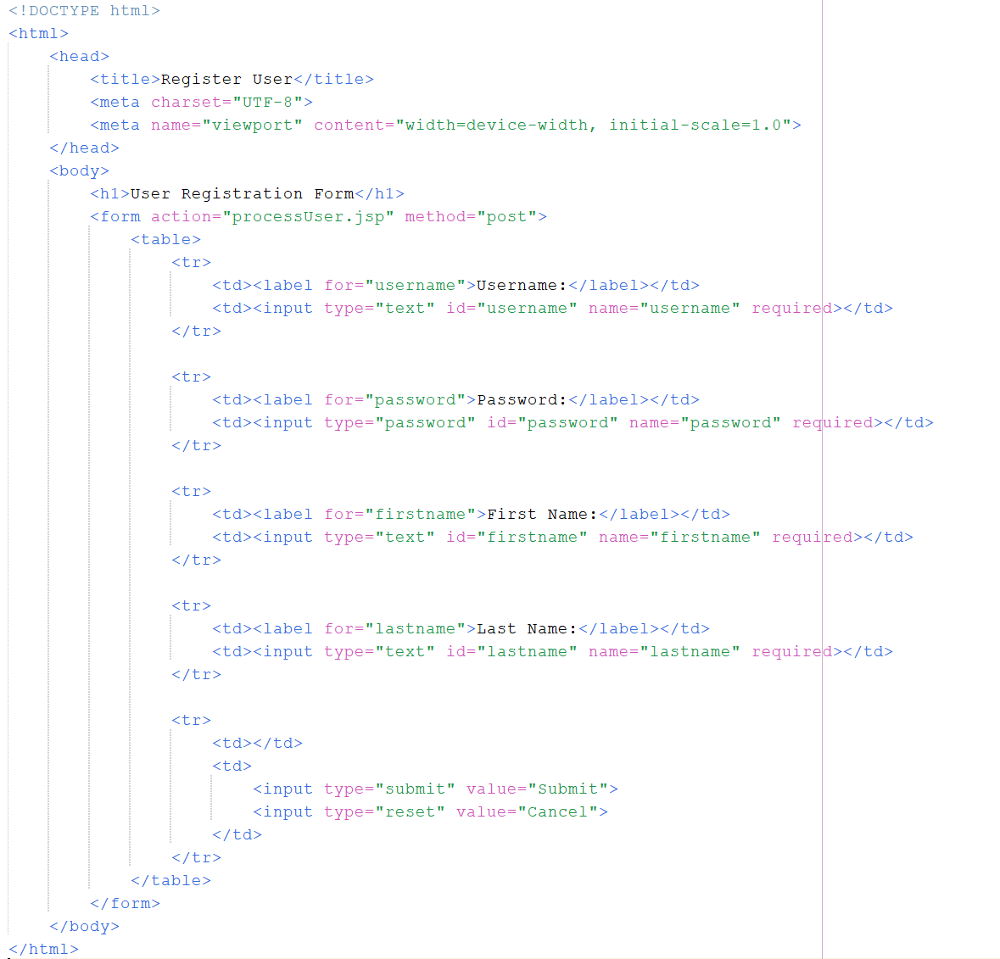 <!DOCTYPE html>
<html>
    <head>
        <title>Register User</title>
        <meta charset="UTF-8">
        <meta name="viewport" content="width=device-width, initial-scale=1.0">
    </head>
    <body>
        <h1>User Registration Form</h1>
        <form action="processUser.jsp" method="post">
            <table>
                <tr>
                    <td><label for="username">Username:</label></td>
                    <td><input type="text" id="username" name="username" required></td>
                </tr>

                <tr>
                    <td><label for="password">Password:</label></td>
                    <td><input type="password" id="password" name="password" required></td>
                </tr>

                <tr>
                    <td><label for="firstname">First Name:</label></td>
                    <td><input type="text" id="firstname" name="firstname" required></td>
                </tr>

                <tr>
                    <td><label for="lastname">Last Name:</label></td>
                    <td><input type="text" id="lastname" name="lastname" required></td>
                </tr>

                <tr>
                    <td></td>
                    <td>
                        <input type="submit" value="Submit">
                        <input type="reset" value="Cancel">
                    </td>
                </tr>
            </table>
        </form>
    </body>
</html>